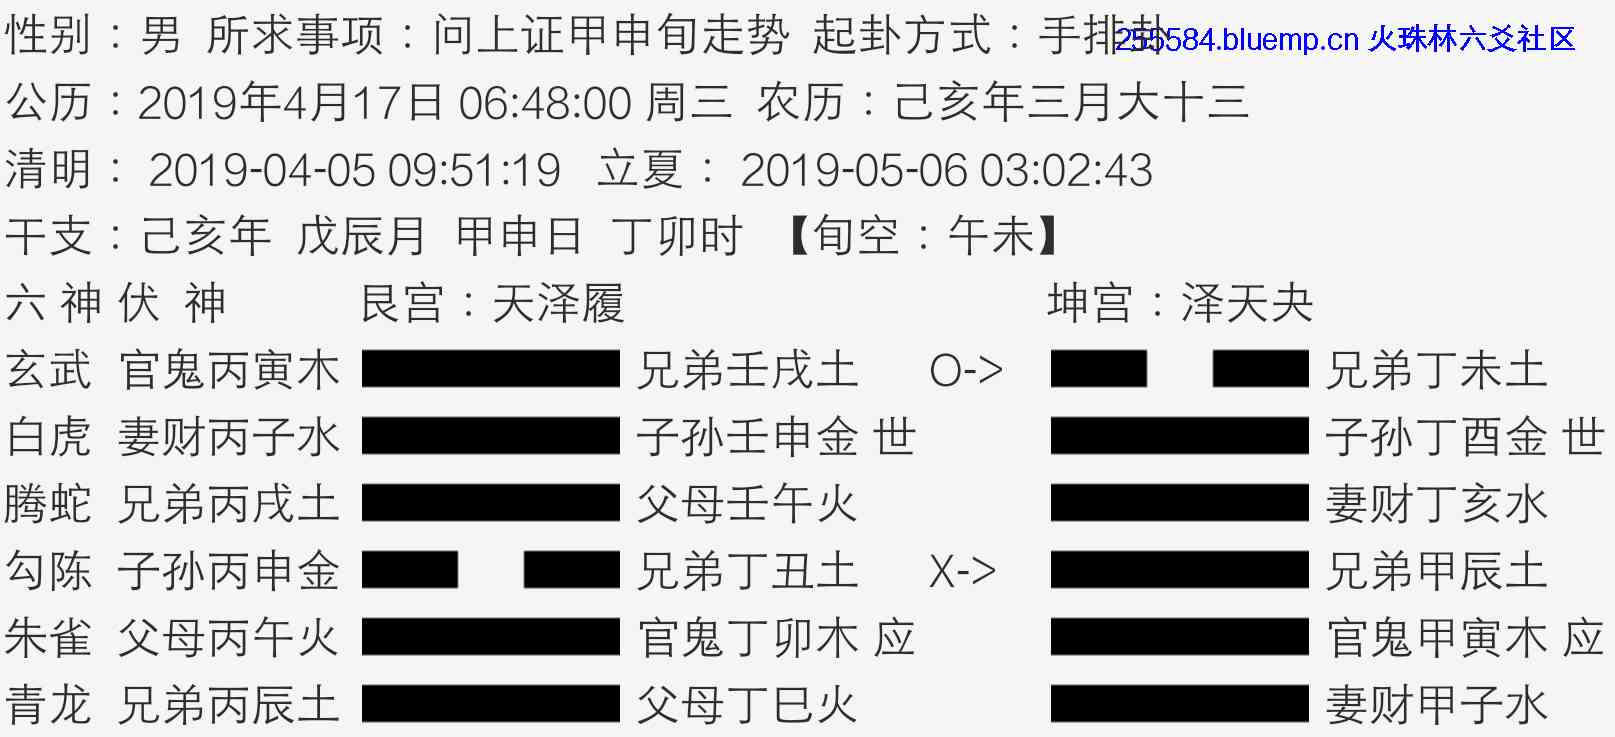 性别：男 所求事项：问上证甲申旬走势 起卦方式：手排卦
255584.bluemp.cn 火珠林六爻社区
公历：2019年4月17日 06:48:00 周三 农历：己亥年三月大十三
清明： 2019-04-05 09:51:19 立夏： 2019-05-06 03:02:43
干支：己亥年 戊辰月 甲申日 丁卯时 【旬空：午未】
六 神 伏 神 艮宫：天泽履 坤宫：泽天夬
玄武 官鬼丙寅木 兄弟壬戌土 O-> 兄弟丁未土
白虎 妻财丙子水 子孙壬申金 世 子孙丁酉金 世
腾蛇 兄弟丙戌土 父母壬午火 妻财丁亥水
勾陈 子孙丙申金 兄弟丁丑土 X-> 兄弟甲辰土
朱雀 父母丙午火 官鬼丁卯木 应 官鬼甲寅木 应
青龙 兄弟丙辰土 父母丁巳火 妻财甲子水